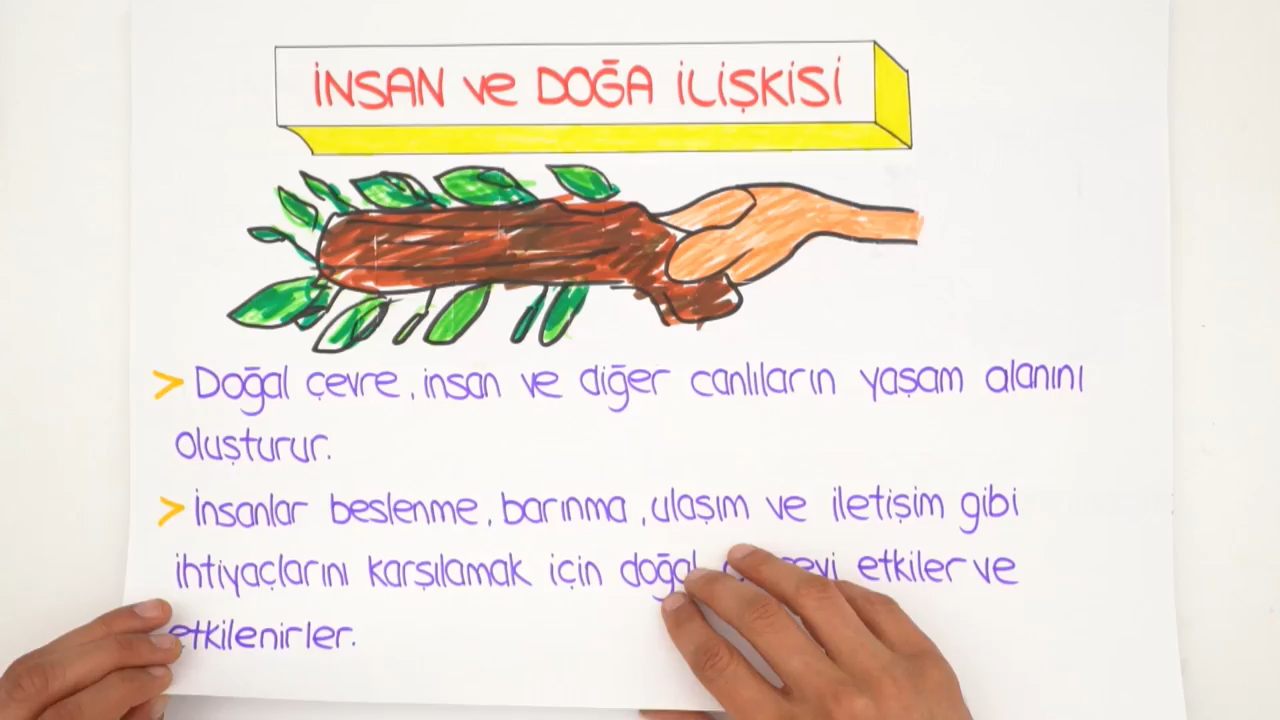 İNSAN ve DOĞA İLİŞKİSİ
> Doğal çevre, insan ve diğer canlıların yaşam alanını
oluşturur.
> İnsanlar beslenme, barınma, ulaşım ve iletişim gibi
ihtiyaçlarını karşılamak için doğal etkiler ve
etkilenirler.